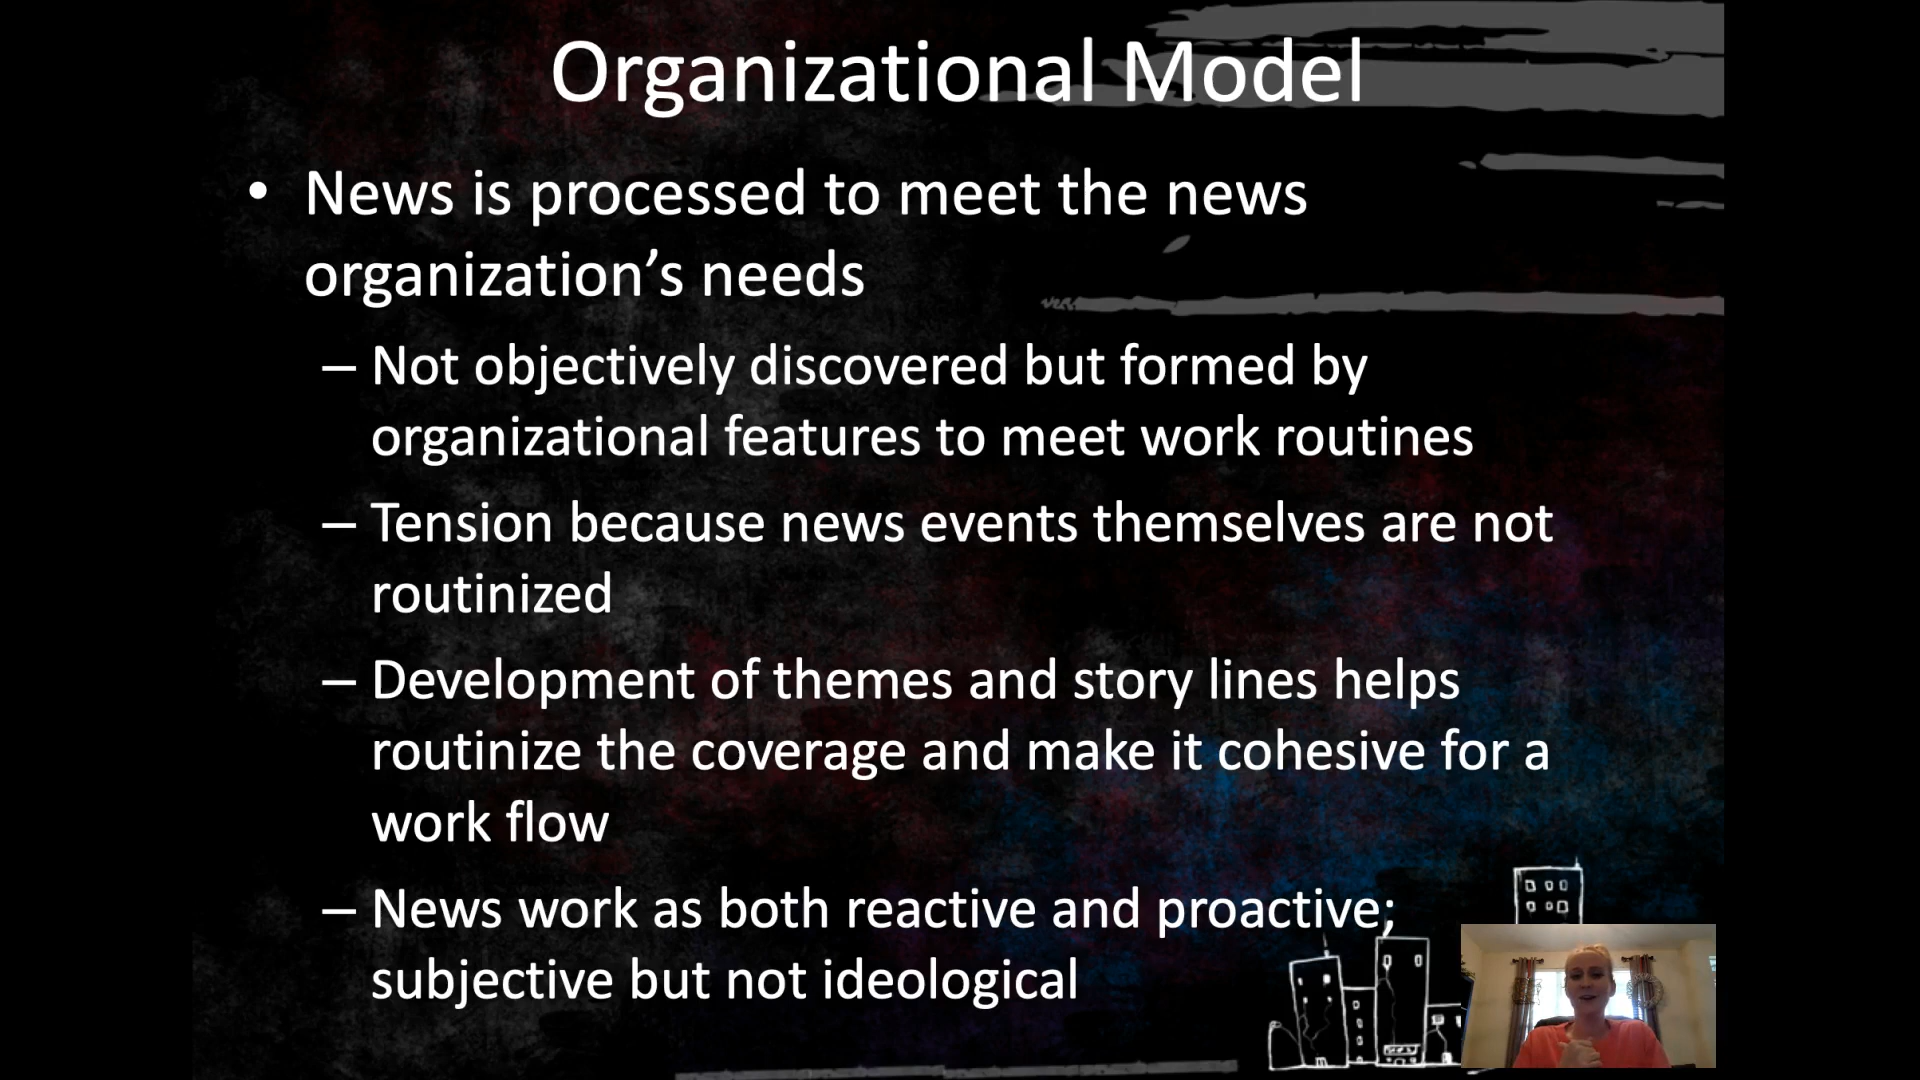 Organizational Model
• News is processed to meet the news
organization’s needs
– Not objectively discovered but formed by
organizational features to meet work routines
– Tension because news events themselves are not
routinized
– Development of themes and story lines helps
routinize the coverage and make it cohesive for a
work flow
– News work as both reactive and proactive;
subjective but not ideological